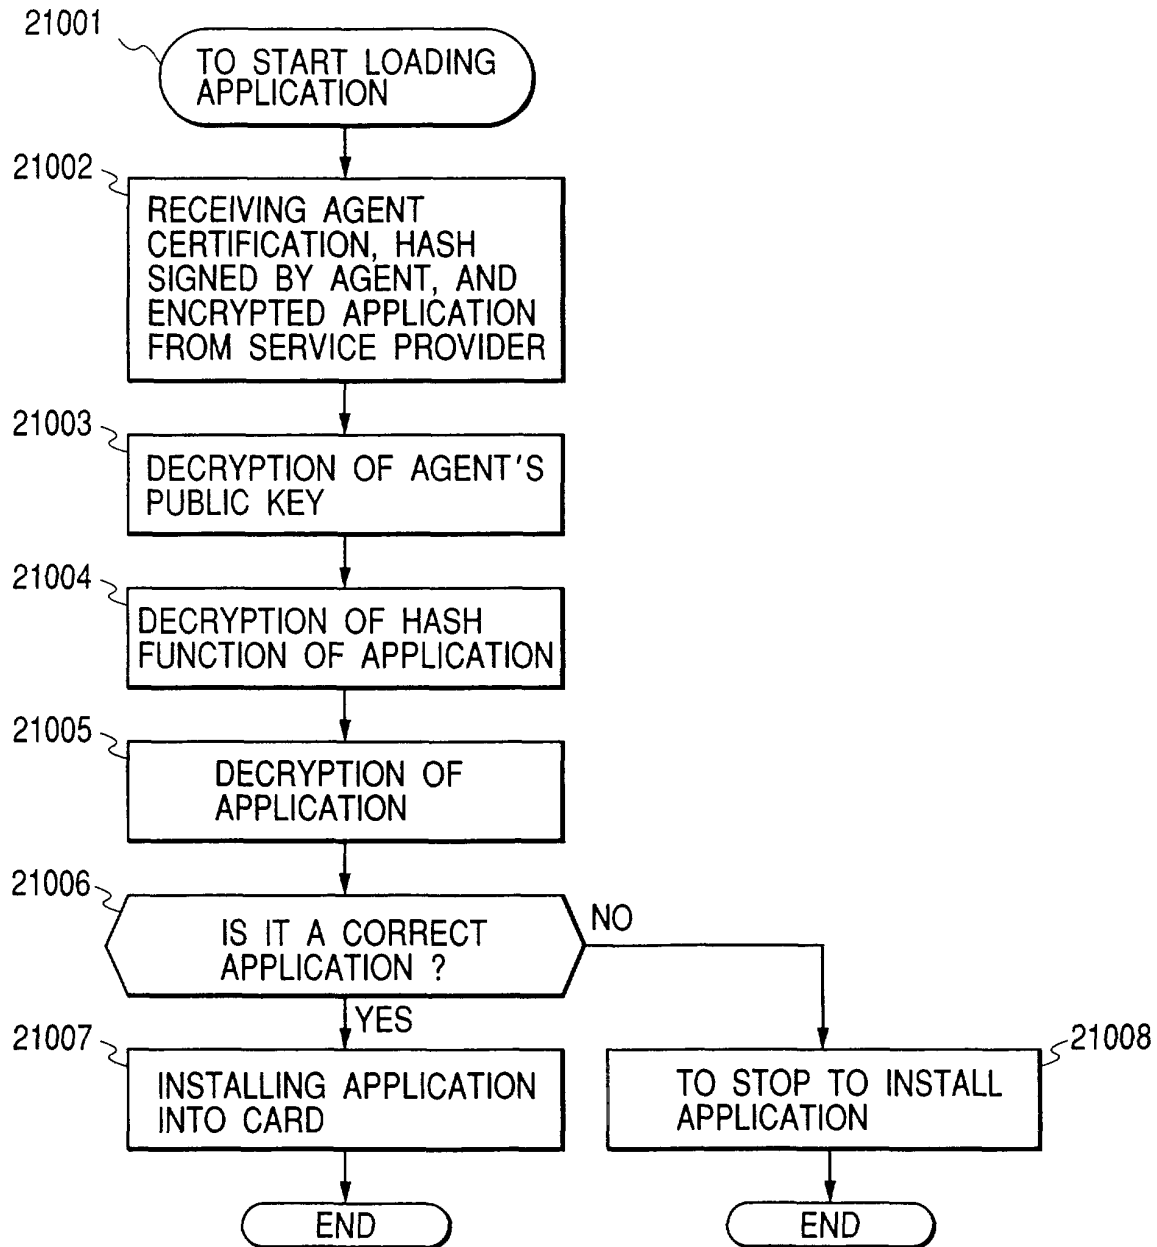 21001
TO START LOADING
APPLICATION
21002
RECEIVING AGENT
CERTIFICATION, HASH
SIGNED BY AGENT, AND
ENCRYPTED APPLICATION
FROM SERVICE PROVIDER
21003
DECRYPTION OF AGENT'S
PUBLIC KEY
21004
DECRYPTION OF HASH
FUNCTION OF APPLICATION
21005
DECRYPTION OF
APPLICATION
21006
IS IT A CORRECT
APPLICATION ?
NO
YES
21007
INSTALLING APPLICATION
INTO CARD
21008
TO STOP TO INSTALL
APPLICATION
END
END